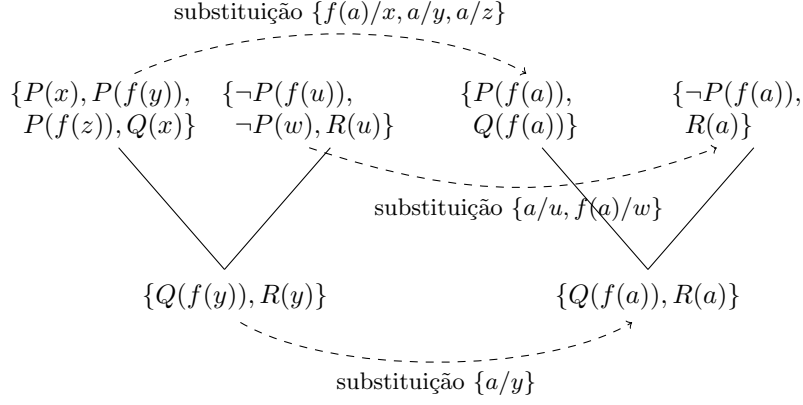 substituição {f(a)/x, a/y, a/z}
{P(x), P(f(y)),
P(f(z)), Q(x)}
{¬P(f(u)),
¬P(w), R(u)}
{P(f(a)),
Q(f(a))}
{¬P(f(a)),
R(a)}
substituição {a/u, f(a)/w}
{Q(f(y)), R(y)}
{Q(f(a)), R(a)}
substituição {a/y}